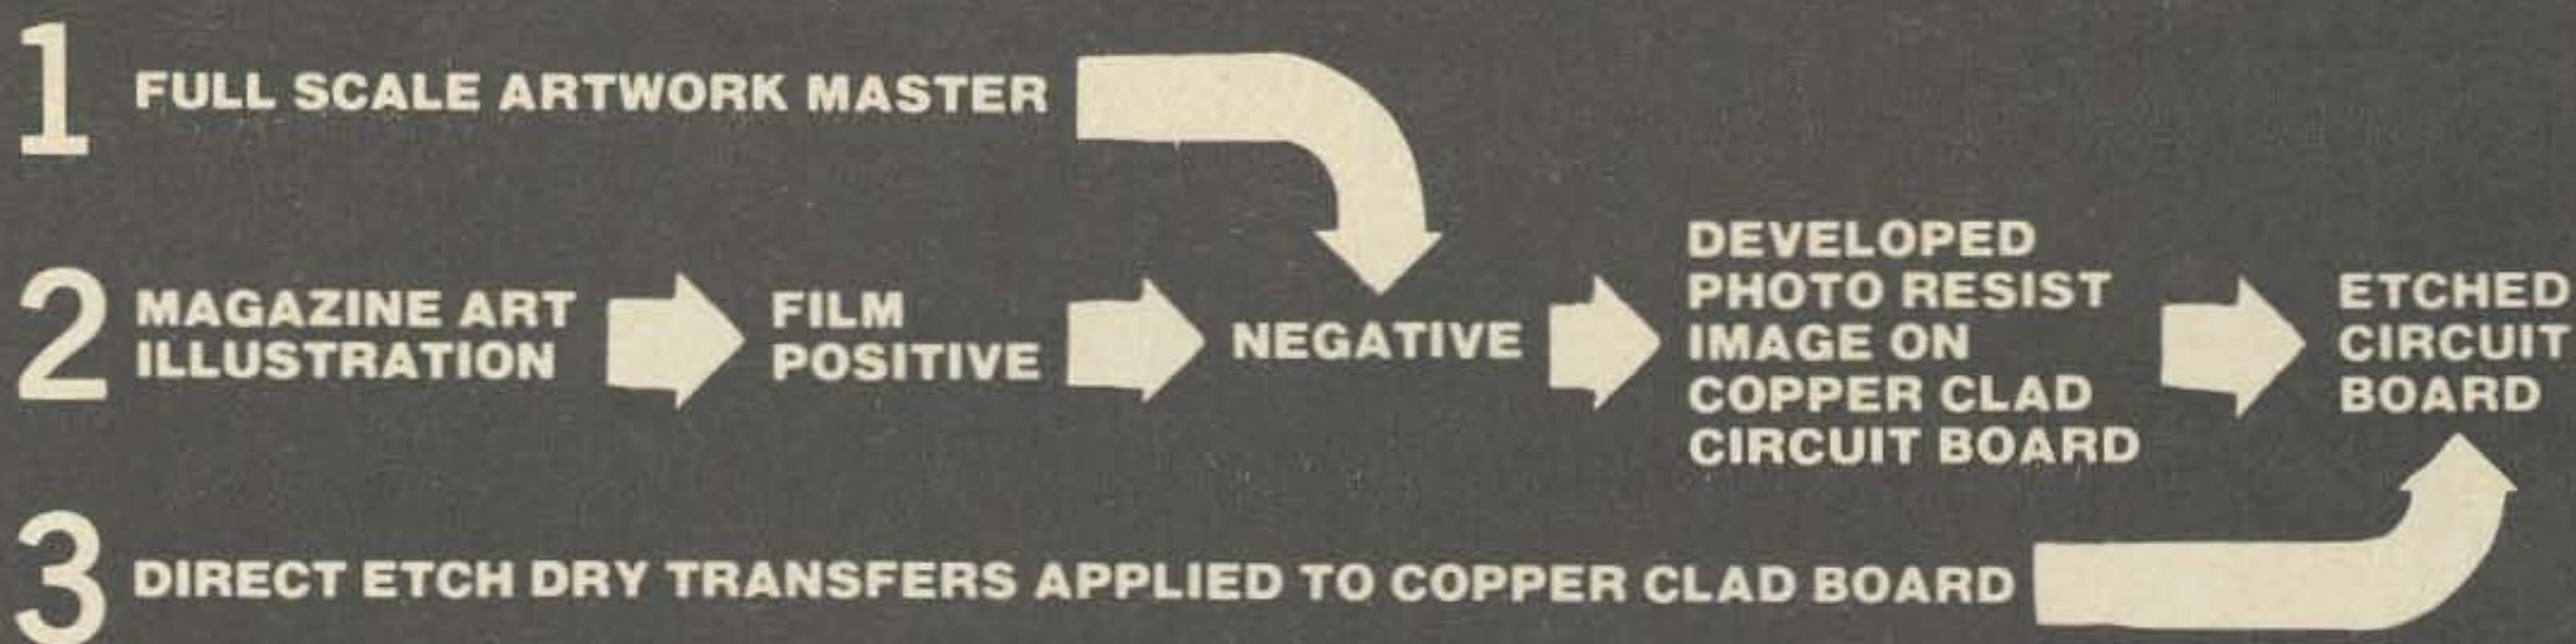 1
FULL SCALE ARTWORK MASTER
2
MAGAZINE ART
ILLUSTRATION
FILM
POSITIVE
NEGATIVE
DEVELOPED
PHOTO RESIST
IMAGE ON
COPPER CLAD
CIRCUIT BOARD
ETCHED
CIRCUIT
BOARD
3
DIRECT ETCH DRY TRANSFERS APPLIED TO COPPER CLAD BOARD